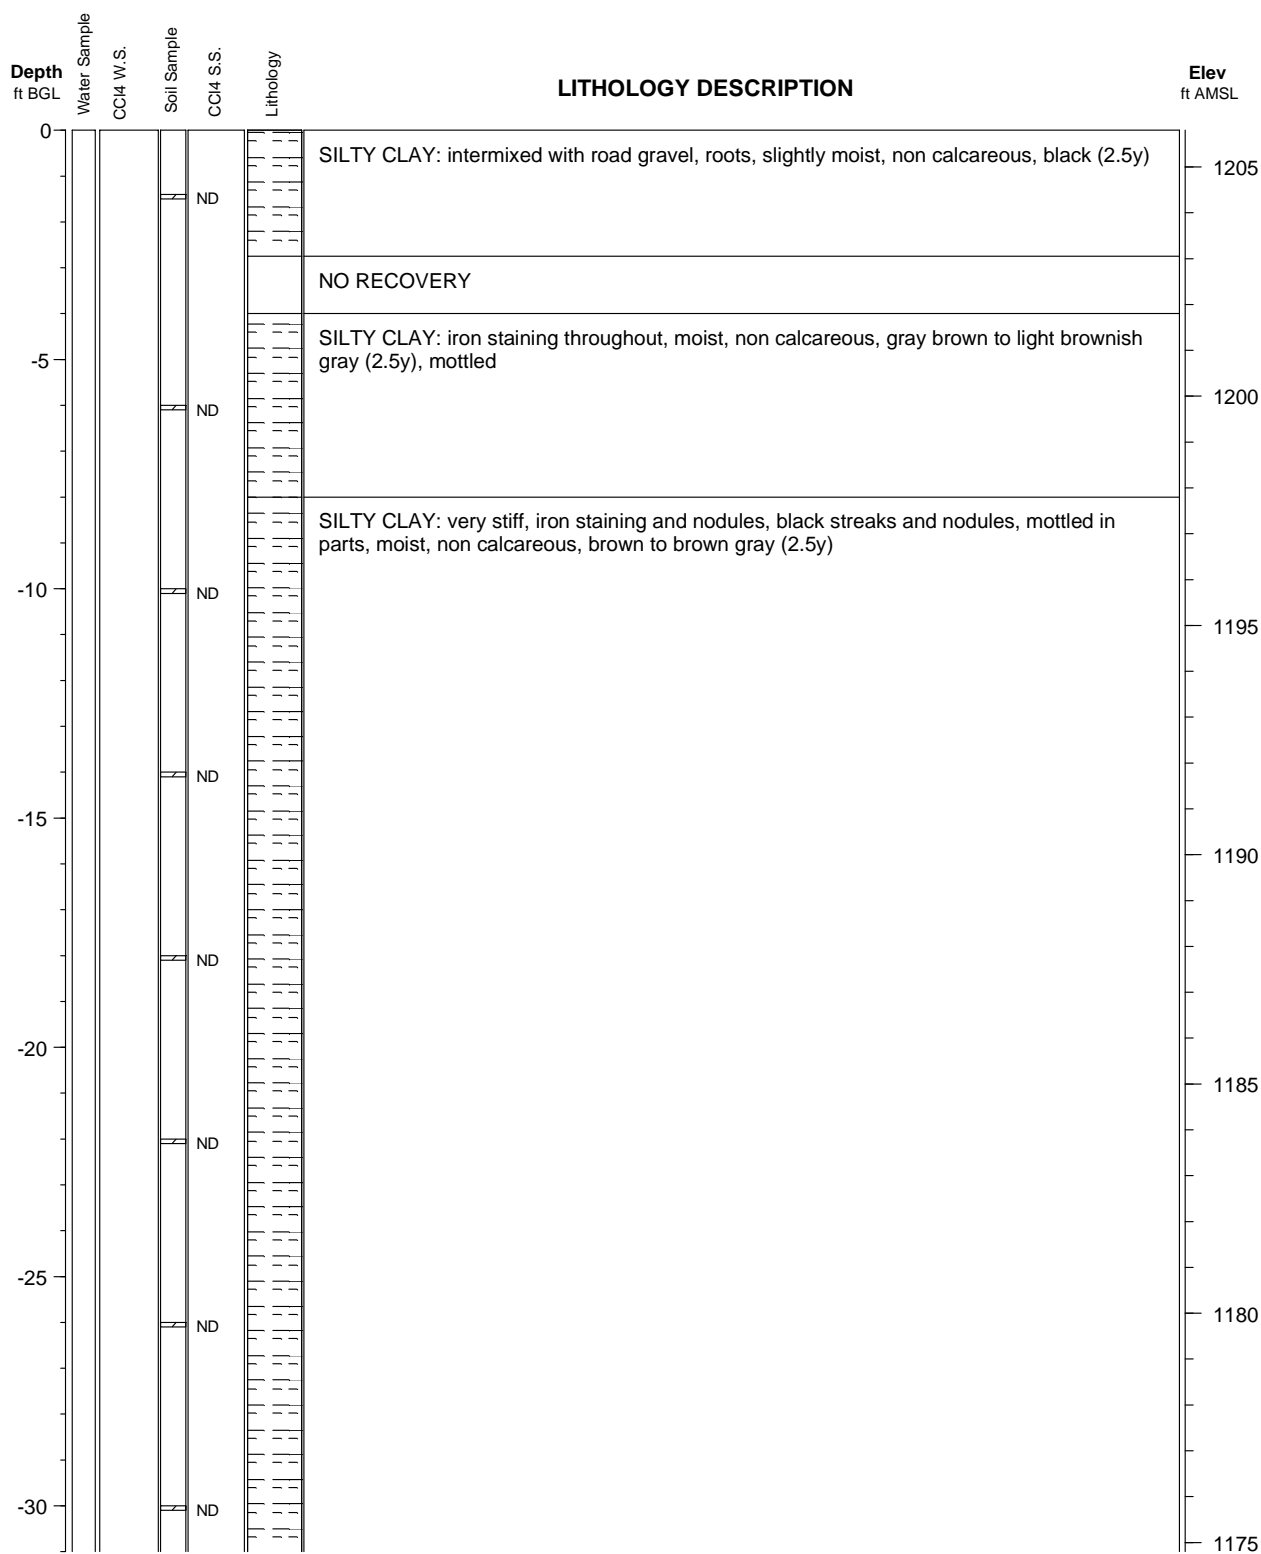 Depth
ft BGL
Water Sample
CCl4 W.S.
Soil Sample
CCl4 S.S.
Lithology
LITHOLOGY DESCRIPTION
Elev
ft AMSL
0
SILTY CLAY: intermixed with road gravel, roots, slightly moist, non calcareous, black (2.5y)
1205
ND
NO RECOVERY
SILTY CLAY: iron staining throughout, moist, non calcareous, gray brown to light brownish
gray (2.5y), mottled
-5
1200
ND
SILTY CLAY: very stiff, iron staining and nodules, black streaks and nodules, mottled in
parts, moist, non calcareous, brown to brown gray (2.5y)
-10
ND
1195
ND
-15
1190
ND
-20
1185
ND
-25
1180
ND
-30
ND
1175